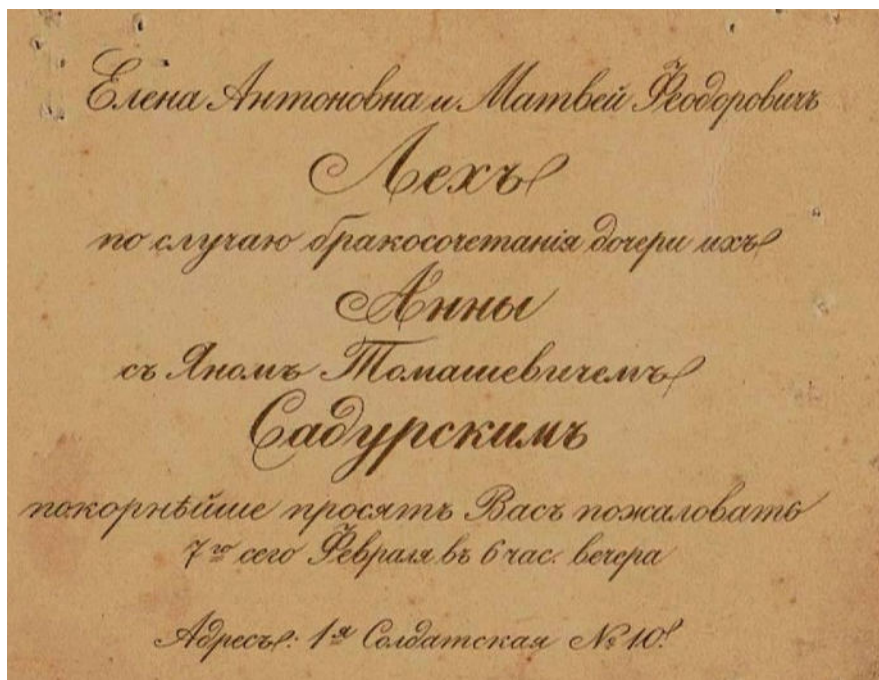 Елена Антоновна и Матвей Ѳеодоровичъ
Лехъ
по случаю бракосочетанія дочери ихъ
Анны
съ Яномъ Томашевичемъ
Садурскимъ
покорнѣйше просятъ Васъ пожаловать
7го сего Февраля въ 6 час. вечера
Адресъ: 1я Солдатская № 10.